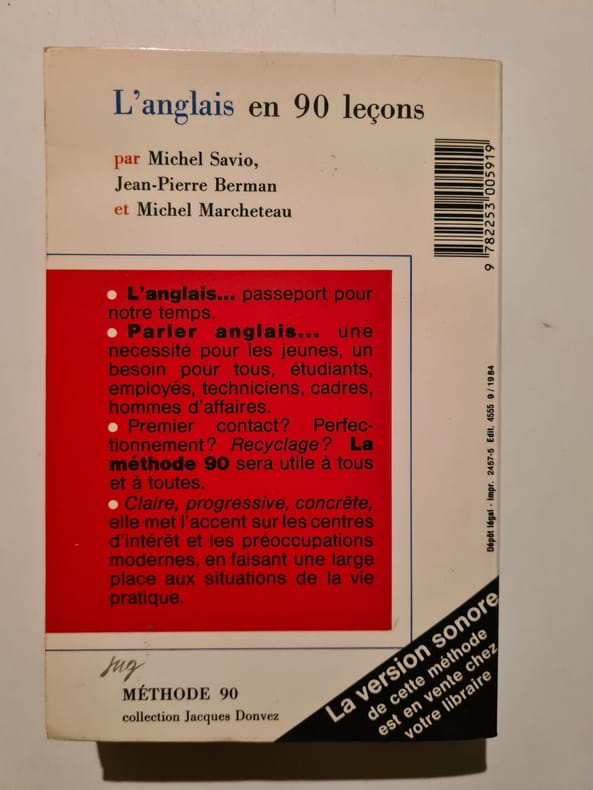 L'anglais en 90 leçons
par Michel Savio,
Jean-Pierre Berman
et Michel Marcheteau
9 782253 005919
● L'anglais... passeport pour
notre temps.
● Parler anglais... une
necessité pour les jeunes, un
besoin pour tous, étudiants,
employés, techniciens, cadres,
hommes d'affaires.
● Premier contact? Perfec-
tionnement? Recyclage? La
méthode 90 sera utile à tous
et à toutes.
● Claire, progressive, concrète,
elle met l'accent sur les centres
d'intérêt et les préoccupations
modernes, en faisant une large
place aux situations de la vie
pratique.
Dépôt légal - Impr. 2457-5 Edit. 4555 9/1984
MÉTHODE 90
collection Jacques Donvez
La version sonore
de cette méthode
est en vente chez
votre libraire